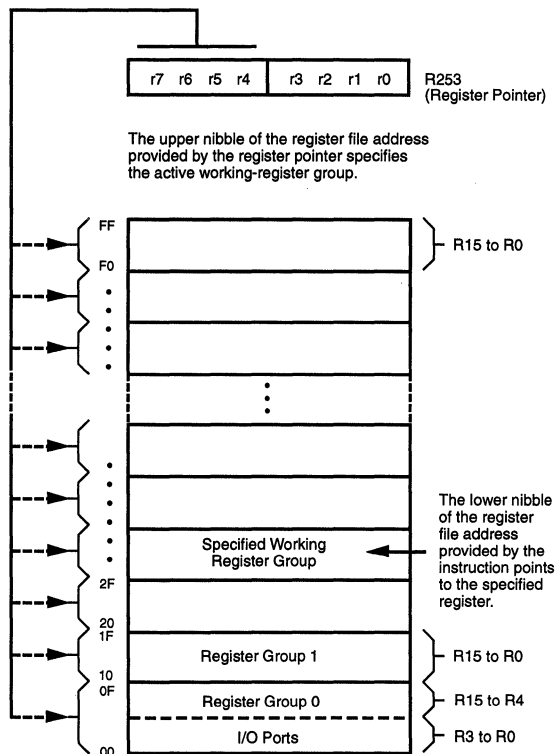 r7 r6 r5 r4 r3 r2 r1 r0
R253
(Register Pointer)
The upper nibble of the register file address
provided by the register pointer specifies
the active working-register group.
FF
R15 to R0
F0
The lower nibble
of the register
file address
provided by the
instruction points
to the specified
register.
Specified Working
Register Group
2F
20
1F
Register Group 1
R15 to R0
10
0F
Register Group 0
R15 to R4
I/O Ports
R3 to R0
00